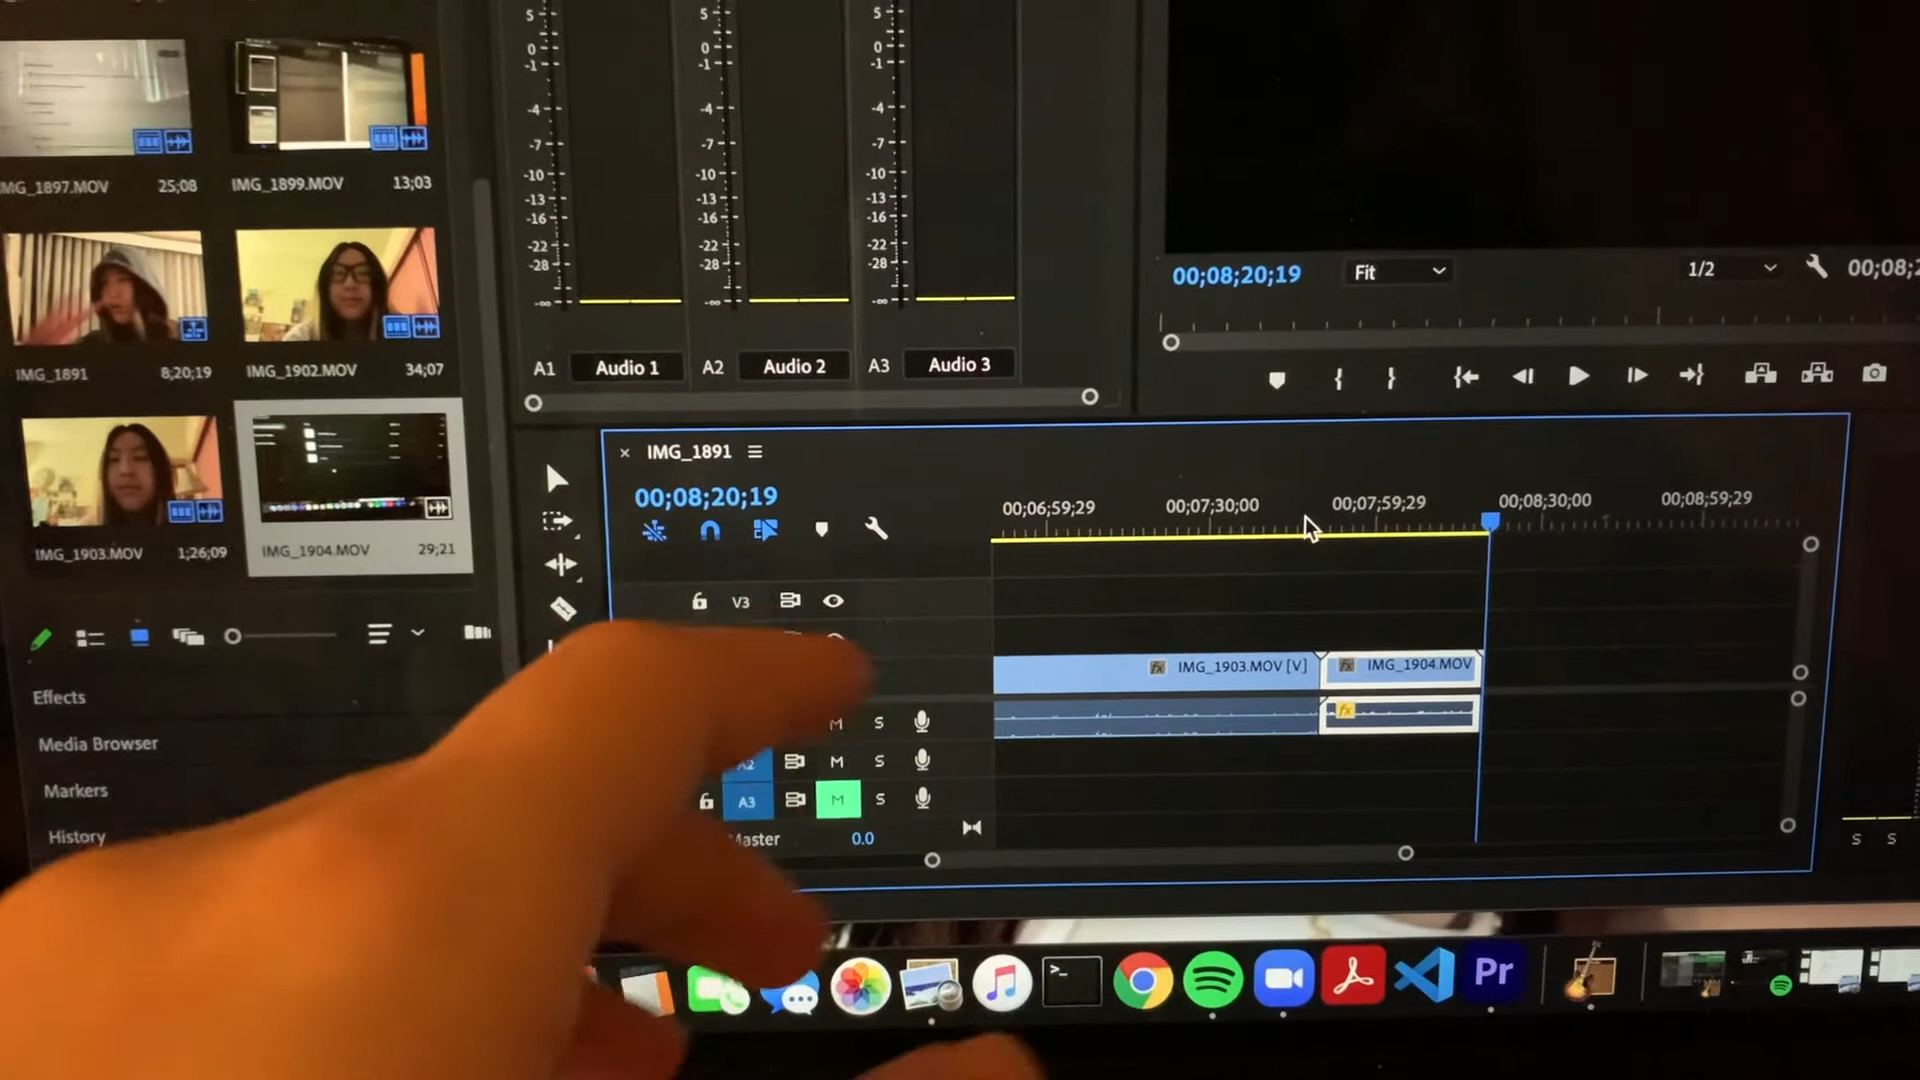 IMG_1897.MOV 25;08
IMG_1899.MOV 13;03
IMG_1891 8;20;19
IMG_1902.MOV 34;07
IMG_1903.MOV 1;26;09
IMG_1904.MOV 29;21
Effects
Media Browser
Markers
History
5 5 5
0 0 0
-1 -1 -1
-4 -4 -4
-7 -7 -7
-10 -10 -10
-13 -13 -13
-16 -16 -16
-22 -22 -22
-28 -28 -28
-∞ -∞ -∞
A1 Audio 1 A2 Audio 2 A3 Audio 3
00;08;20;19 Fit 1/2
× IMG_1891
00;08;20;19
00;06;59;29 00;07;30;00 00;07;59;29 00;08;30;00 00;08;59;29
V3
fx IMG_1903.MOV [V] fx IMG_1904.MOV
M S fx
A2 M S
A3 M S
Master 0.0
S S
>_
Pr